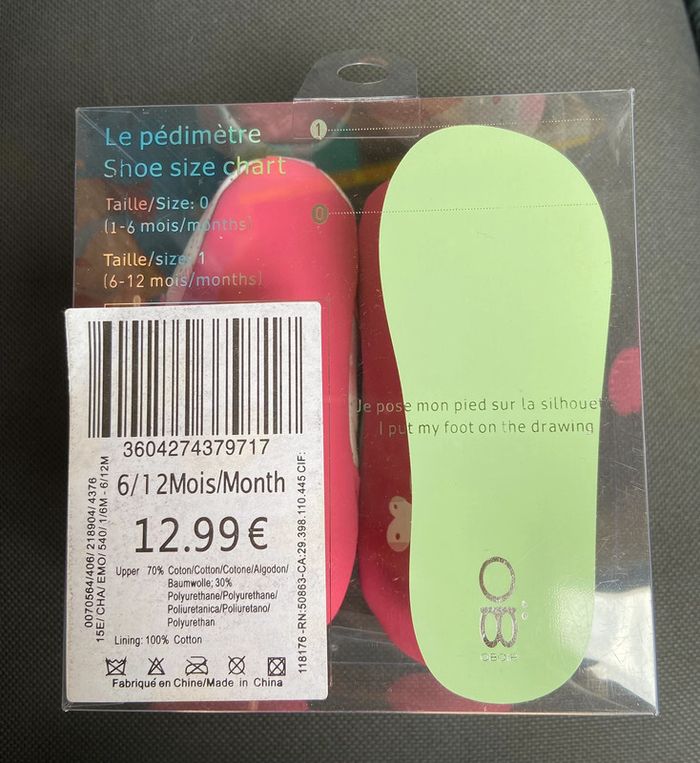 Le pédimètre
Shoe size chart
Taille/Size: 0
(1-6 mois/months)
Taille/size: 1
(6-12 mois/months)
1
0
Je pose mon pied sur la silhouet
I put my foot on the drawing
OB
3604274379717
6/12Mois/Month
12.99€
Upper 70% Coton/Cotton/Cotone/Algodon/
Baumwolle; 30%
Polyurethane/Polyurethane/
Poliuretanica/Poliuretano/
Polyurethan
Lining: 100% Cotton
Fabriqué en Chine/Made in China
0070564/406/ 218904/ 4376
15E/ CHA/ EMO/ 540/ 1/6M - 6/12M
118176-RN:50863-CA:29.398.110.445 CIF: